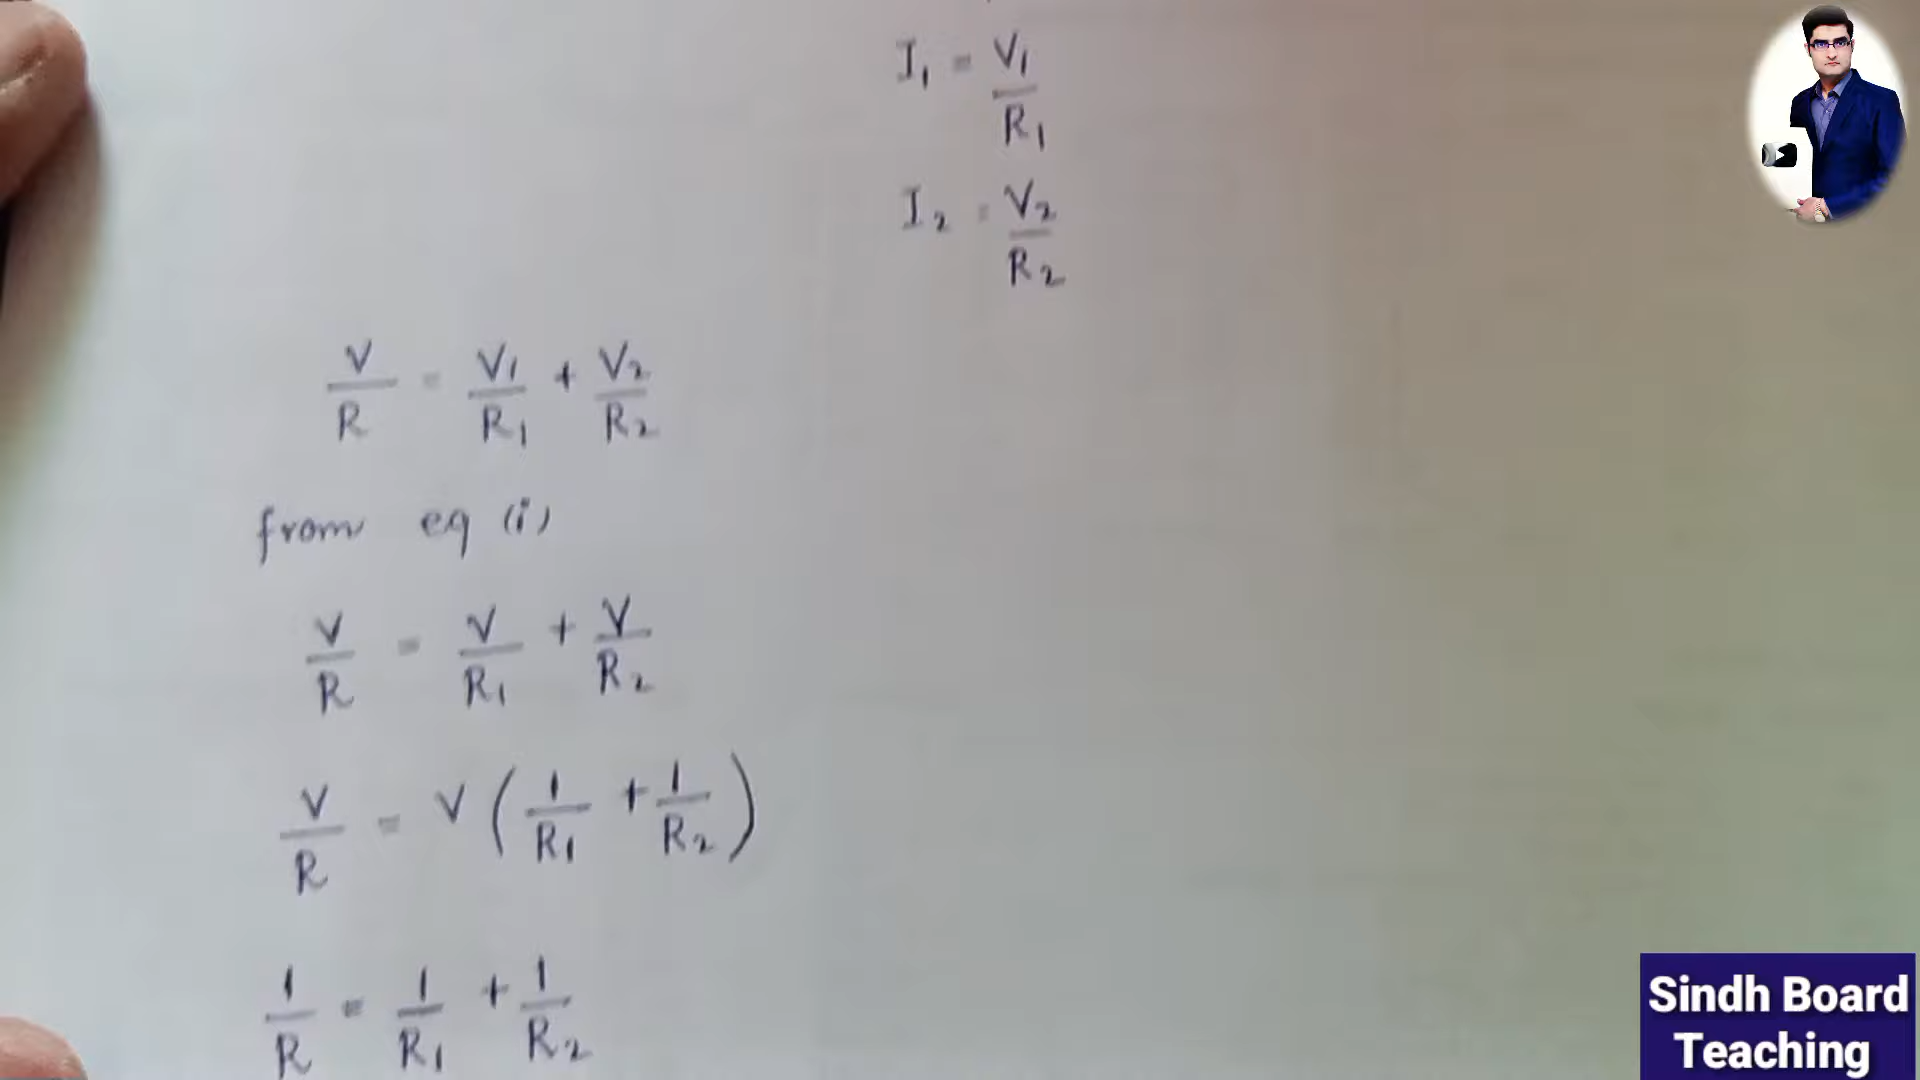 I₁ = V₁/R₁
I₂ = V₂/R₂
V/R = V₁/R₁ + V₂/R₂
from eq (i)
V/R = V/R₁ + V/R₂
V/R = V (1/R₁ + 1/R₂)
1/R = 1/R₁ + 1/R₂
Sindh Board
Teaching